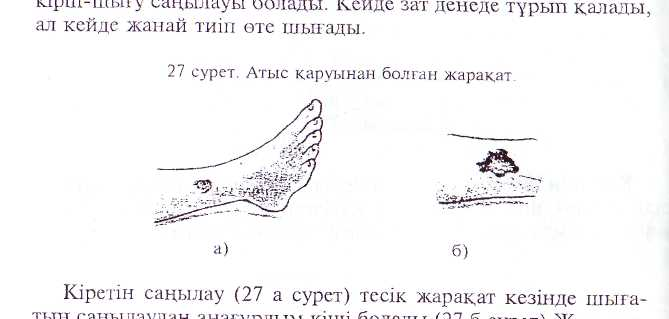 кіріп-шығу саңылауы болады. Кейде зат денеде тұрып қалады,
ал кейде жанай тиіп өте шығады.
27 сурет. Атыс қаруынан болған жарақат.
а)
б)
Кіретін саңылау (27 а сурет) тесік жарақат кезінде шыға-
тын саңылаудан анағұрлым кіші болады (27 б сурет)